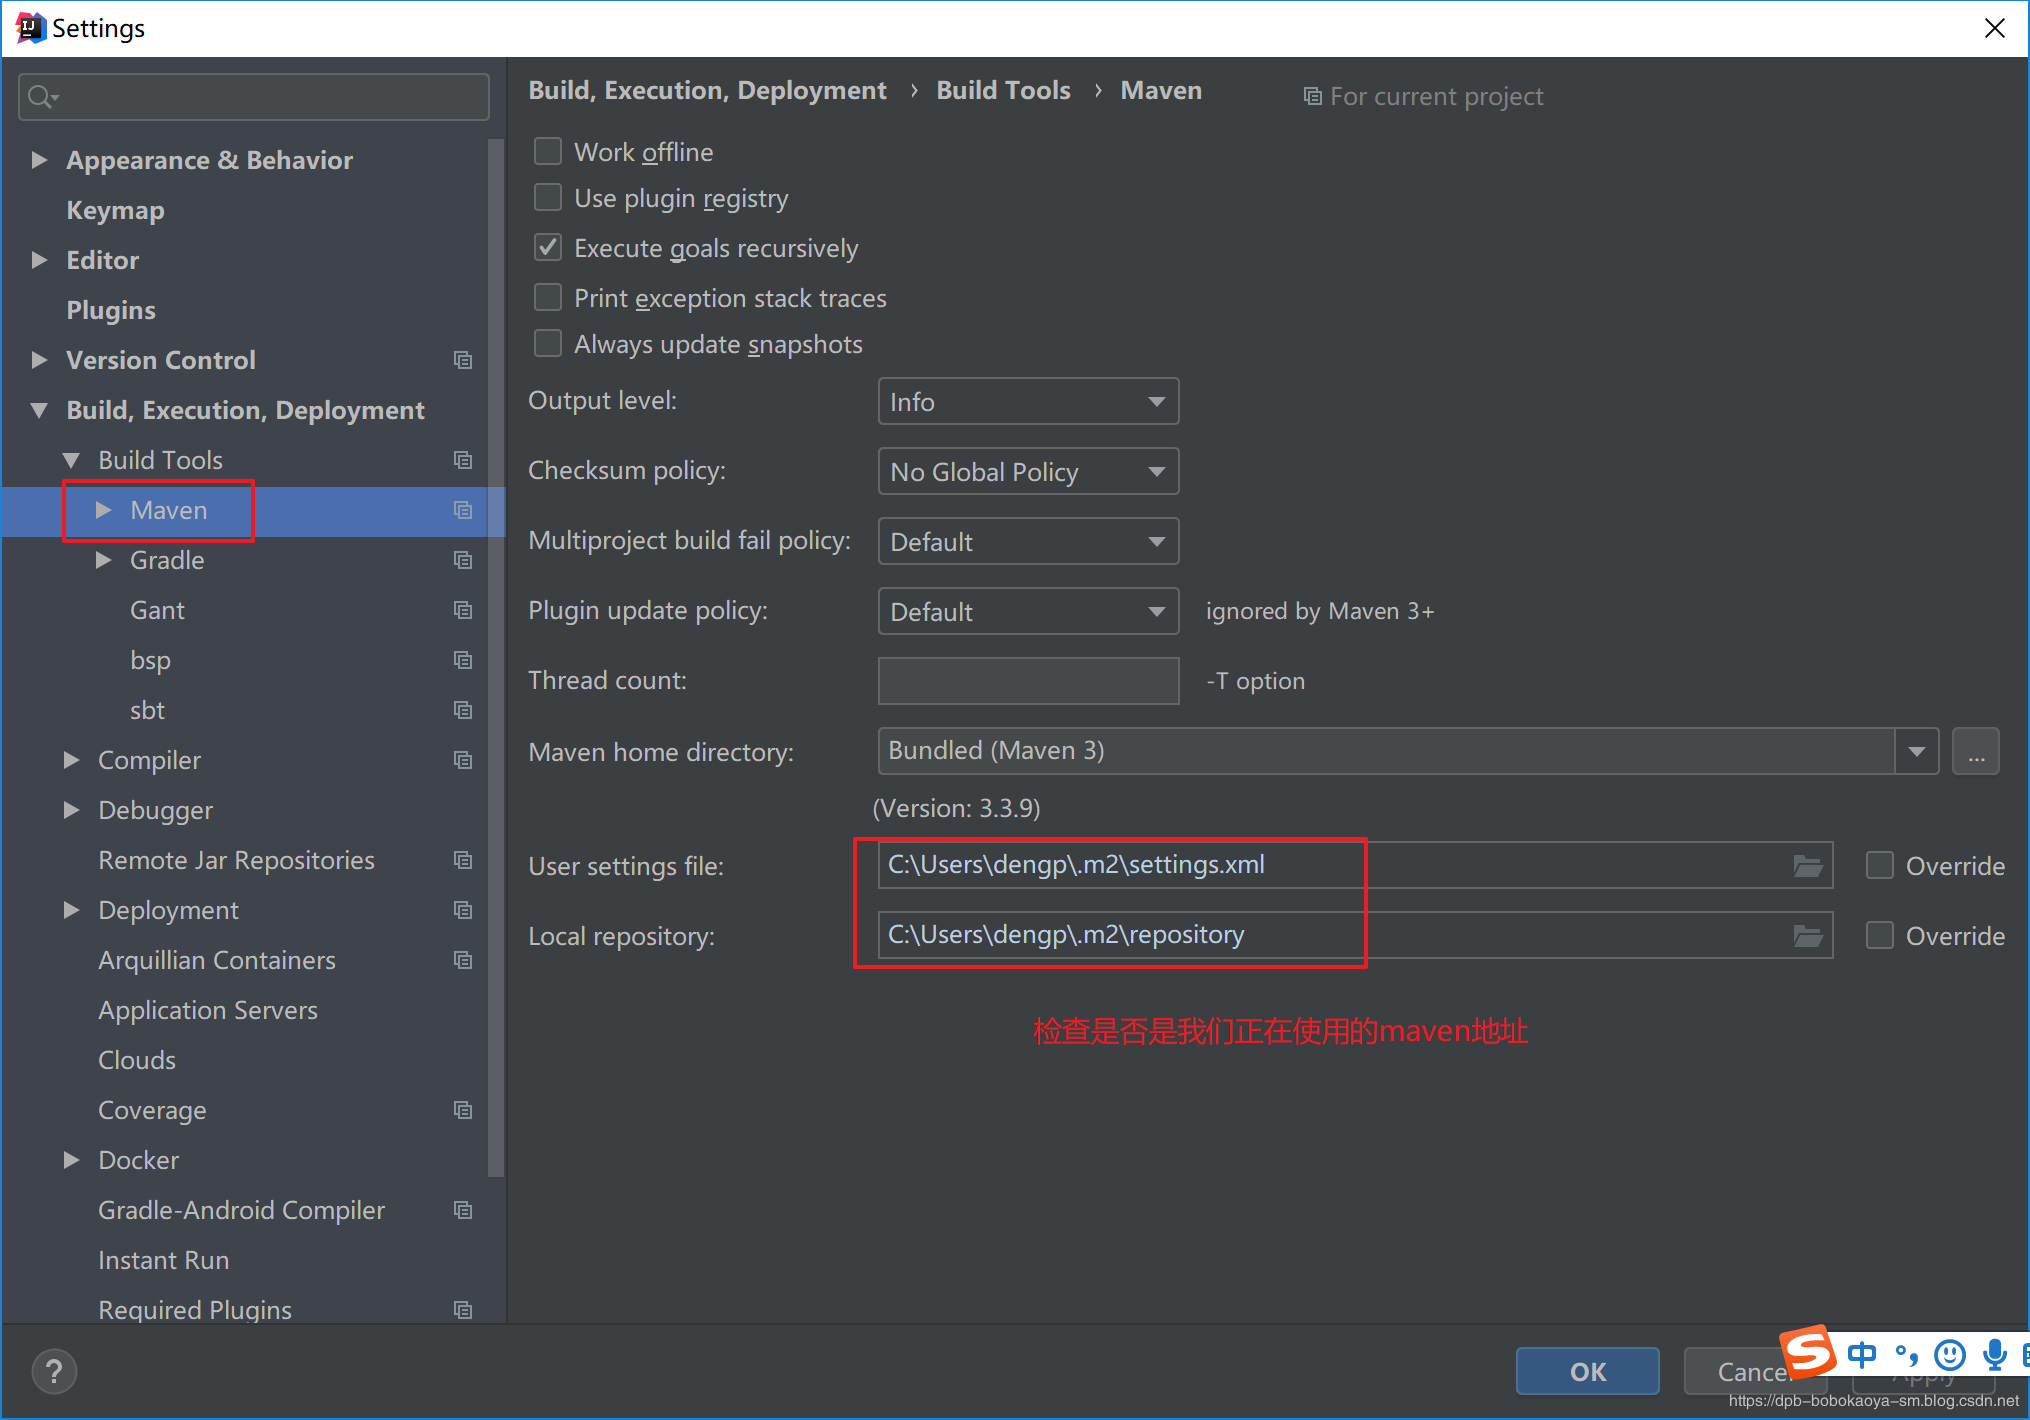 Settings
Appearance & Behavior
Keymap
Editor
Plugins
Version Control
Build, Execution, Deployment
Build Tools
Maven
Gradle
Gant
bsp
sbt
Compiler
Debugger
Remote Jar Repositories
Deployment
Arquillian Containers
Application Servers
Clouds
Coverage
Docker
Gradle-Android Compiler
Instant Run
Required Plugins
Build, Execution, Deployment › Build Tools › Maven For current project
Work offline
Use plugin registry
Execute goals recursively
Print exception stack traces
Always update snapshots
Output level: Info
Checksum policy: No Global Policy
Multiproject build fail policy: Default
Plugin update policy: Default ignored by Maven 3+
Thread count: -T option
Maven home directory: Bundled (Maven 3) ...
(Version: 3.3.9)
User settings file: C:\Users\dengp\.m2\settings.xml Override
Local repository: C:\Users\dengp\.m2\repository Override
检查是否是我们正在使用的maven地址
? OK Cancel Apply
S 中
https://dpb-bobokaoya-sm.blog.csdn.net